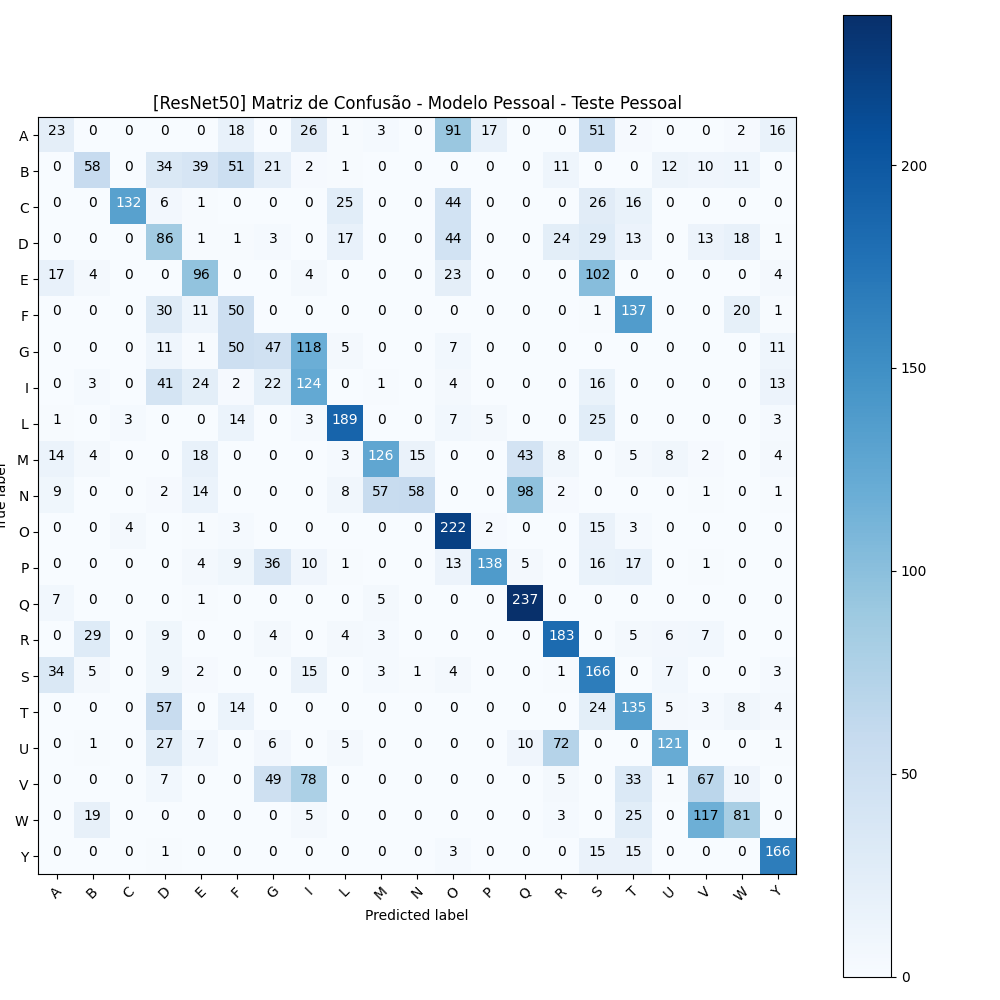 [ResNet50] Matriz de Confusão - Modelo Pessoal - Teste Pessoal
A 23 0 0 0 0 18 0 26 1 3 0 91 17 0 0 51 2 0 0 2 16
B 0 58 0 34 39 51 21 2 1 0 0 0 0 0 11 0 0 12 10 11 0
C 0 0 132 6 1 0 0 0 25 0 0 44 0 0 0 26 16 0 0 0 0
D 0 0 0 86 1 1 3 0 17 0 0 44 0 0 24 29 13 0 13 18 1
E 17 4 0 0 96 0 0 4 0 0 0 23 0 0 0 102 0 0 0 0 4
F 0 0 0 30 11 50 0 0 0 0 0 0 0 0 0 1 137 0 0 20 1
G 0 0 0 11 1 50 47 118 5 0 0 7 0 0 0 0 0 0 0 0 11
I 0 3 0 41 24 2 22 124 0 1 0 4 0 0 0 16 0 0 0 0 13
L 1 0 3 0 0 14 0 3 189 0 0 7 5 0 0 25 0 0 0 0 3
M 14 4 0 0 18 0 0 0 3 126 15 0 0 43 8 0 5 8 2 0 4
N 9 0 0 2 14 0 0 0 8 57 58 0 0 98 2 0 0 0 1 0 1
O 0 0 4 0 1 3 0 0 0 0 0 222 2 0 0 15 3 0 0 0 0
P 0 0 0 0 4 9 36 10 1 0 0 13 138 5 0 16 17 0 1 0 0
Q 7 0 0 0 1 0 0 0 0 5 0 0 0 237 0 0 0 0 0 0 0
R 0 29 0 9 0 0 4 0 4 3 0 0 0 0 183 0 5 6 7 0 0
S 34 5 0 9 2 0 0 15 0 3 1 4 0 0 1 166 0 7 0 0 3
T 0 0 0 57 0 14 0 0 0 0 0 0 0 0 0 24 135 5 3 8 4
U 0 1 0 27 7 0 6 0 5 0 0 0 0 10 72 0 0 121 0 0 1
V 0 0 0 7 0 0 49 78 0 0 0 0 0 0 5 0 33 1 67 10 0
W 0 19 0 0 0 0 0 5 0 0 0 0 0 0 3 0 25 0 117 81 0
Y 0 0 0 1 0 0 0 0 0 0 0 3 0 0 0 15 15 0 0 0 166
A B C D E F G I L M N O P Q R S T U V W Y
Predicted label
True label
200
150
100
50
0